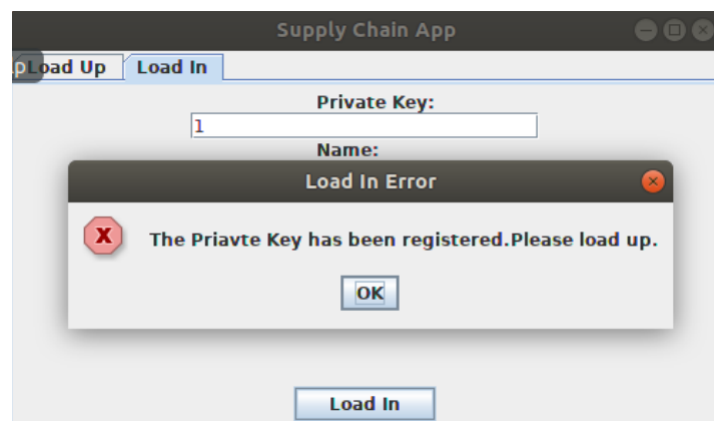 Supply Chain App
Load Up Load In
Private Key:
1
Name:
Load In Error
The Priavte Key has been registered.Please load up.
OK
Load In